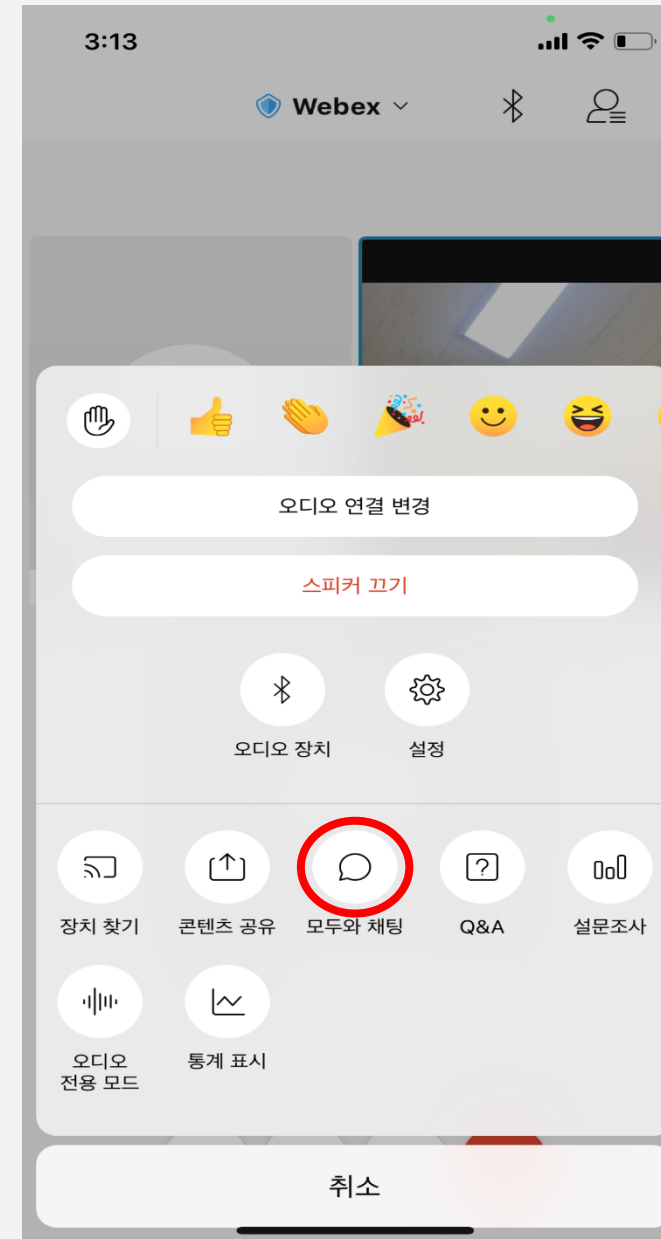 3:13
Webex
오디오 연결 변경
스피커 끄기
오디오 장치 설정
장치 찾기 콘텐츠 공유 모두와 채팅 Q&A 설문조사
오디오 통계 표시
전용 모드
취소